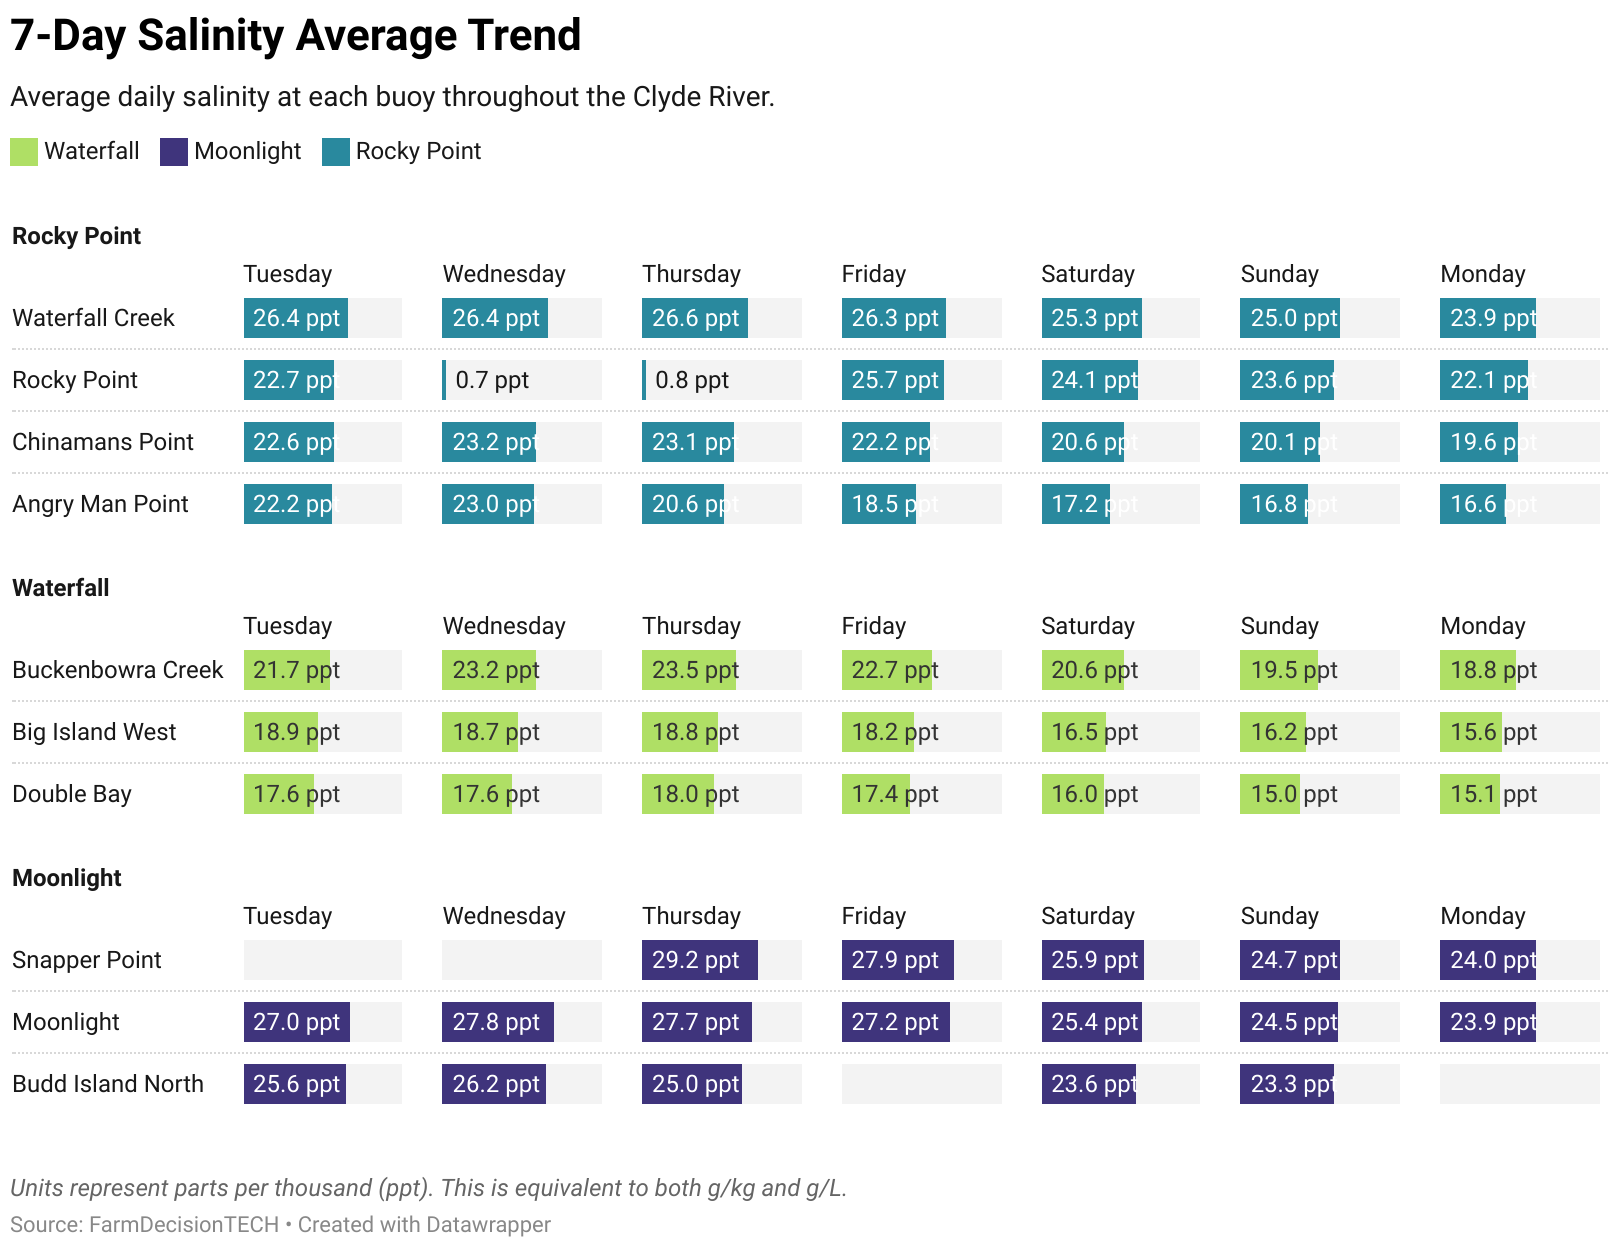 7-Day Salinity Average Trend
Average daily salinity at each buoy throughout the Clyde River.
Waterfall Moonlight Rocky Point
Rocky Point
Tuesday Wednesday Thursday Friday Saturday Sunday Monday
Waterfall Creek 26.4 ppt 26.4 ppt 26.6 ppt 26.3 ppt 25.3 ppt 25.0 ppt 23.9 ppt
Rocky Point 22.7 ppt 0.7 ppt 0.8 ppt 25.7 ppt 24.1 ppt 23.6 ppt 22.1 ppt
Chinamans Point 22.6 ppt 23.2 ppt 23.1 ppt 22.2 ppt 20.6 ppt 20.1 ppt 19.6 ppt
Angry Man Point 22.2 ppt 23.0 ppt 20.6 ppt 18.5 ppt 17.2 ppt 16.8 ppt 16.6 ppt
Waterfall
Tuesday Wednesday Thursday Friday Saturday Sunday Monday
Buckenbowra Creek 21.7 ppt 23.2 ppt 23.5 ppt 22.7 ppt 20.6 ppt 19.5 ppt 18.8 ppt
Big Island West 18.9 ppt 18.7 ppt 18.8 ppt 18.2 ppt 16.5 ppt 16.2 ppt 15.6 ppt
Double Bay 17.6 ppt 17.6 ppt 18.0 ppt 17.4 ppt 16.0 ppt 15.0 ppt 15.1 ppt
Moonlight
Tuesday Wednesday Thursday Friday Saturday Sunday Monday
Snapper Point 29.2 ppt 27.9 ppt 25.9 ppt 24.7 ppt 24.0 ppt
Moonlight 27.0 ppt 27.8 ppt 27.7 ppt 27.2 ppt 25.4 ppt 24.5 ppt 23.9 ppt
Budd Island North 25.6 ppt 26.2 ppt 25.0 ppt 23.6 ppt 23.3 ppt
Units represent parts per thousand (ppt). This is equivalent to both g/kg and g/L.
Source: FarmDecisionTECH • Created with Datawrapper